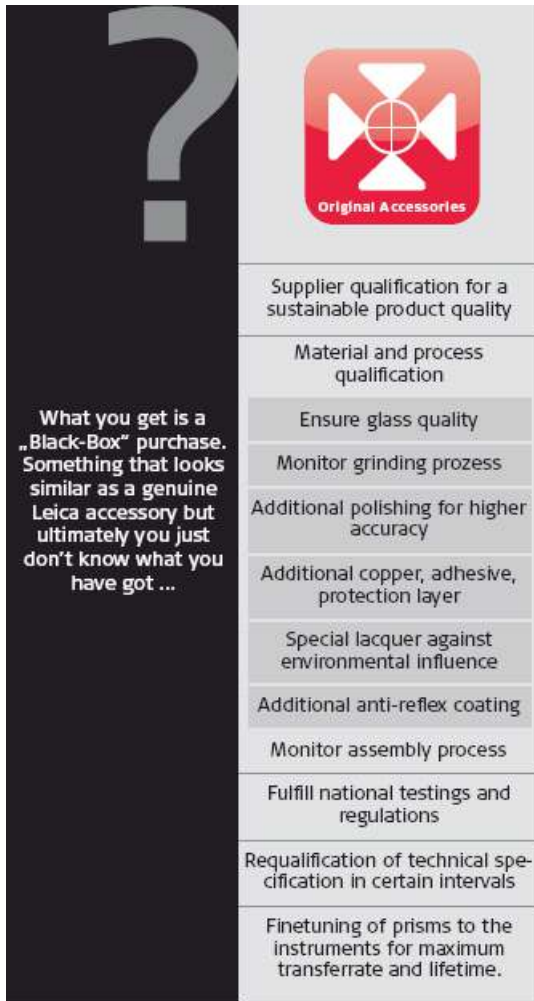 ?
What you get is a
„Black-Box“ purchase.
Something that looks
similar as a genuine
Leica accessory but
ultimately you just
don't know what you
have got ...
Original Accessories
Supplier qualification for a
sustainable product quality
Material and process
qualification
Ensure glass quality
Monitor grinding prozess
Additional polishing for higher
accuracy
Additional copper, adhesive,
protection layer
Special lacquer against
environmental influence
Additional anti-reflex coating
Monitor assembly process
Fulfill national testings and
regulations
Requalification of technical spe-
cification in certain intervals
Finetuning of prisms to the
instruments for maximum
transferrate and lifetime.